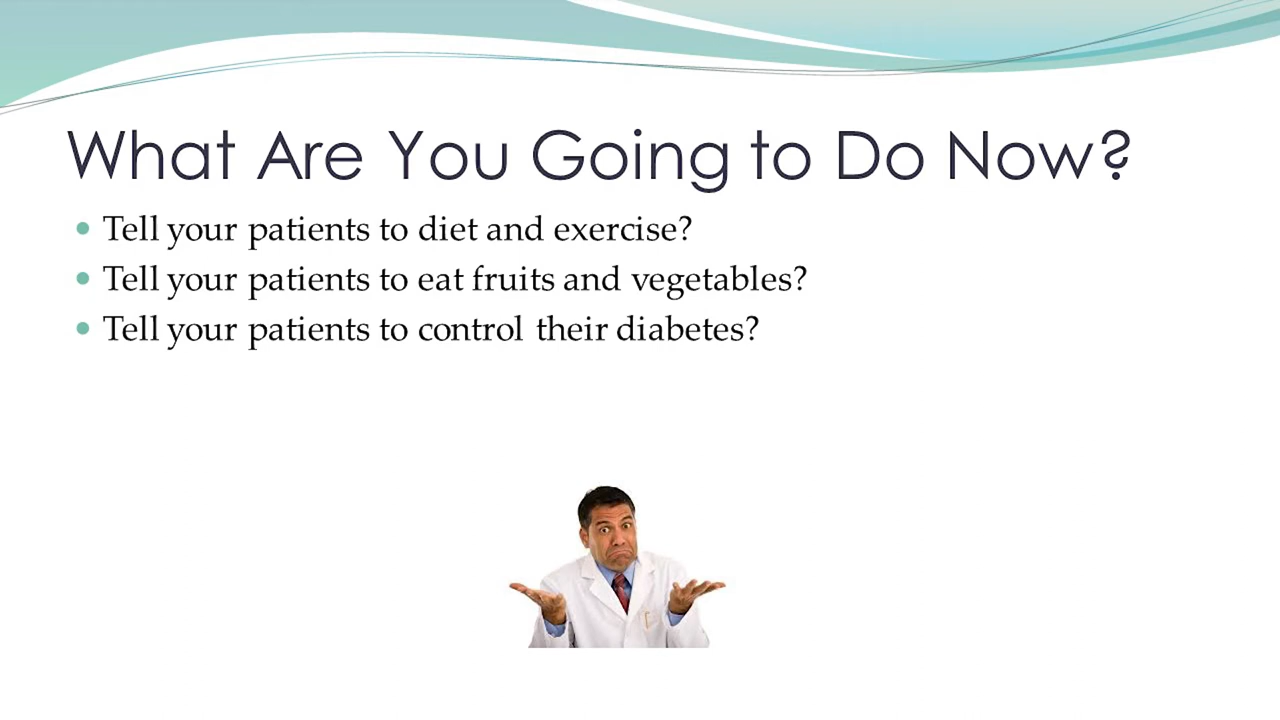 What Are You Going to Do Now?
Tell your patients to diet and exercise?
Tell your patients to eat fruits and vegetables?
Tell your patients to control their diabetes?